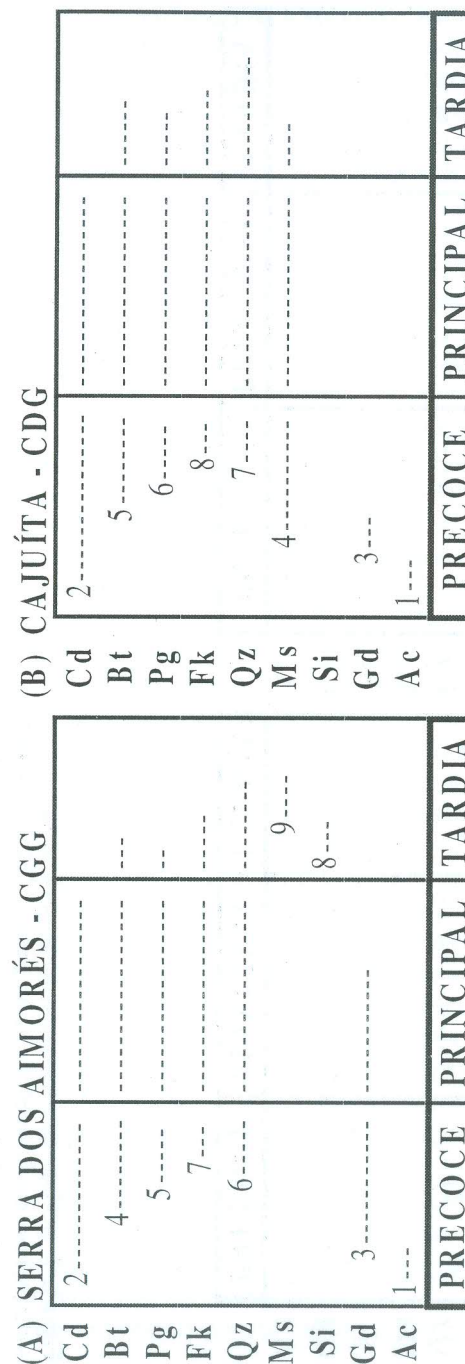 (A) SERRA DOS AIMORÉS - CGG
Cd 2
Bt 4
Pg 5
Fk 7
Qz 6
Ms 9
Si 8
Gd 3
Ac 1
PRECOCE PRINCIPAL TARDIA
(B) CAJUÍTA - CDG
Cd 2
Bt 5
Pg 6
Fk 8
Qz 7
Ms 4
Si
Gd 3
Ac 1
PRECOCE PRINCIPAL TARDIA